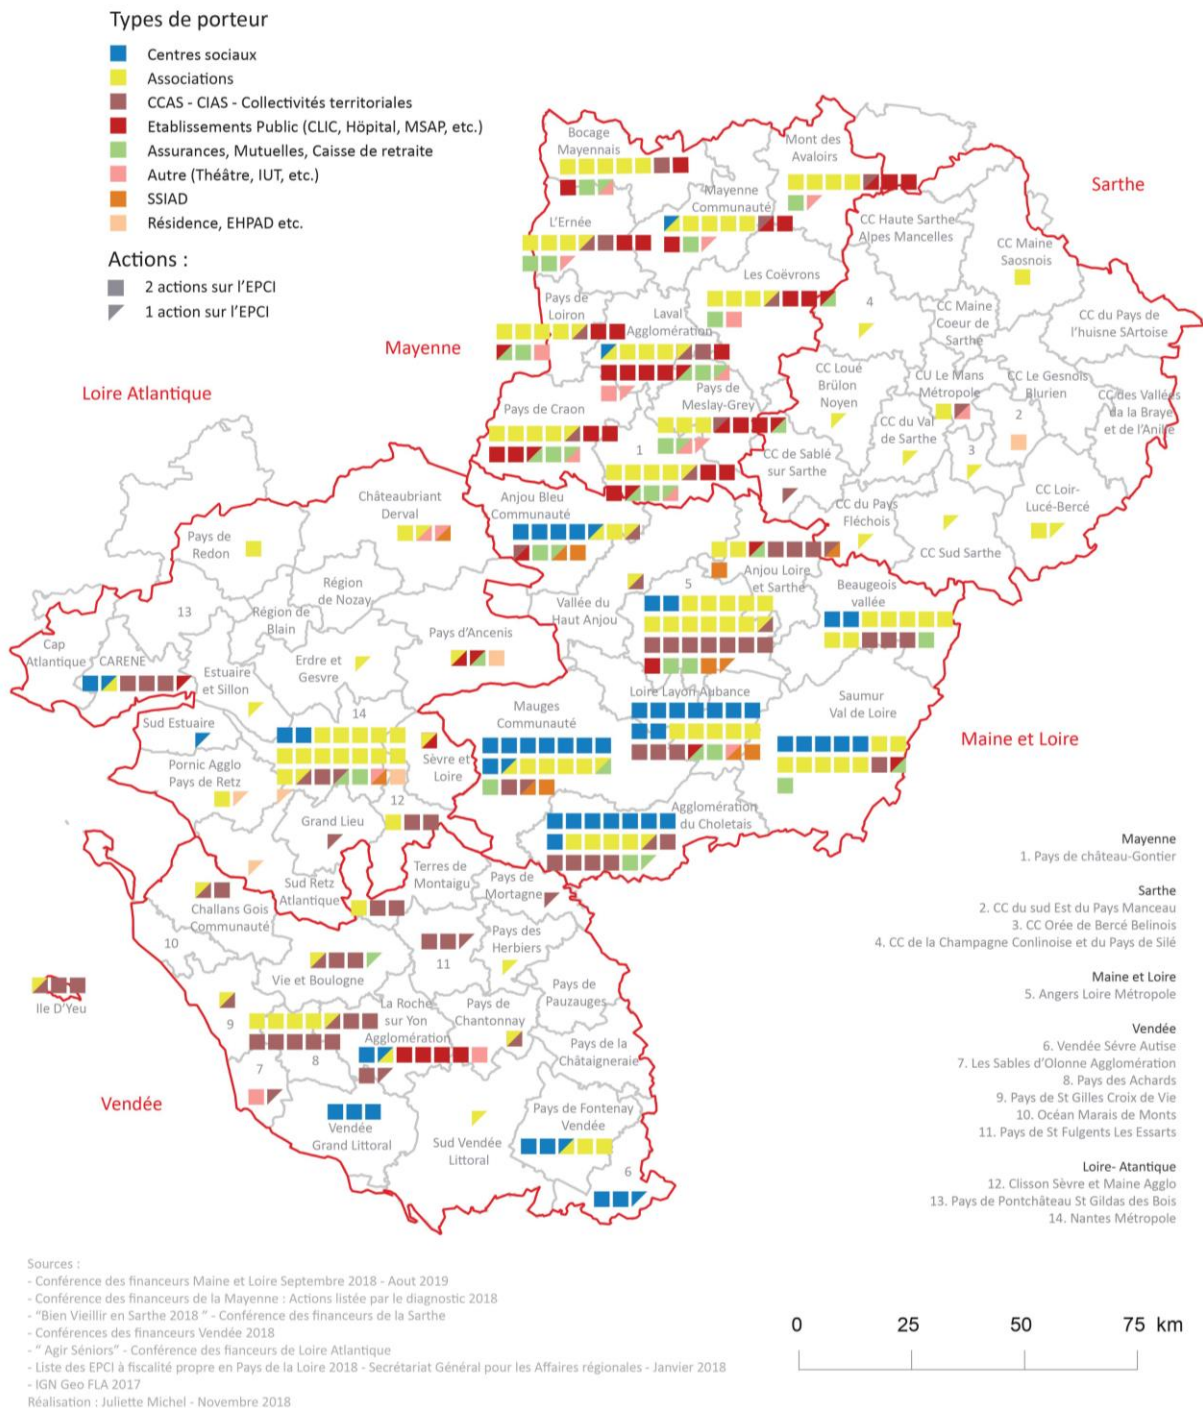 Types de porteur
Centres sociaux
Associations
CCAS - CIAS - Collectivités territoriales
Etablissements Public (CLIC, Höpital, MSAP, etc.)
Assurances, Mutuelles, Caisse de retraite
Autre (Théâtre, IUT, etc.)
SSIAD
Résidence, EHPAD etc.
Actions :
2 actions sur l'EPCI
1 action sur l'EPCI
Bocage
Mayennais
Mont des
Avaloirs
Sarthe
Mayenne
Communauté
L'Ernée
CC Haute Sarthe
Alpes Mancelles
CC Maine
Saosnois
Les Coëvrons
Pays de
Loiron
Laval
Agglomération
4
CC Maine
Coeur de
Sarthe
CC du Pays de
l'huisne SArtoise
Mayenne
Loire Atlantique
CC Loué
Brûlon
Noyen
CU Le Mans
Métropole
CC Le Gesnois
Blurien
CC des Vallées
da la Braye
et de l'Anille
Pays de
Meslay-Grey
Pays de Craon
2
CC du Val
de Sarthe
1
3
CC de Sablé
sur Sarthe
Châteaubriant
Derval
Anjou Bleu
Communauté
CC du Pays
Fléchois
CC Loir-
Lucé-Bercé
Pays de
Redon
CC Sud Sarthe
Anjou Loire
et Sarthe
5
Région
de Nozay
Beaugeois
vallée
Vallée du
Haut Anjou
13
Région de
Blain
Pays d'Ancenis
Cap
Atlantique
CARENE
Erdre et
Gesvre
Estuaire
et Sillon
Loire Layon Aubance
Saumur
Val de Loire
14
Mauges
Communauté
Sud Estuaire
Maine et Loire
Pornic Agglo
Pays de Retz
Sèvre et
Loire
12
Grand Lieu
Agglomération
du Choletais
Sud Retz
Atlantique
Terres de
Montaigu
Pays de
Mortagne
Challans Gois
Communauté
10
Pays des
Herbiers
11
Vie et Boulogne
Ile D'Yeu
Pays de
Pauzauges
La Roche
sur Yon
Agglomération
Pays de
Chantonnay
9
8
7
Pays de la
Châtaigneraie
Vendée
Vendée
Grand Littoral
Pays de Fontenay
Vendée
Sud Vendée
Littoral
6
Mayenne
1. Pays de château-Gontier
Sarthe
2. CC du sud Est du Pays Manceau
3. CC Orée de Bercé Belinois
4. CC de la Champagne Conlinoise et du Pays de Silé
Maine et Loire
5. Angers Loire Métropole
Vendée
6. Vendée Sévre Autise
7. Les Sables d'Olonne Agglomération
8. Pays des Achards
9. Pays de St Gilles Croix de Vie
10. Océan Marais de Monts
11. Pays de St Fulgents Les Essarts
Loire- Atantique
12. Clisson Sèvre et Maine Agglo
13. Pays de Pontchâteau St Gildas des Bois
14. Nantes Métropole
Sources :
- Conférence des financeurs Maine et Loire Septembre 2018 - Aout 2019
- Conférence des financeurs de la Mayenne : Actions listée par le diagnostic 2018
- "Bien Vieillir en Sarthe 2018 " - Conférence des financeurs de la Sarthe
- Conférences des financeurs Vendée 2018
- " Agir Séniors" - Conférence des fianceurs de Loire Atlantique
- Liste des EPCI à fiscalité propre en Pays de la Loire 2018 - Secrétariat Général pour les Affaires régionales - Janvier 2018
- IGN Geo FLA 2017
Réalisation : Juliette Michel - Novembre 2018
0 25 50 75 km